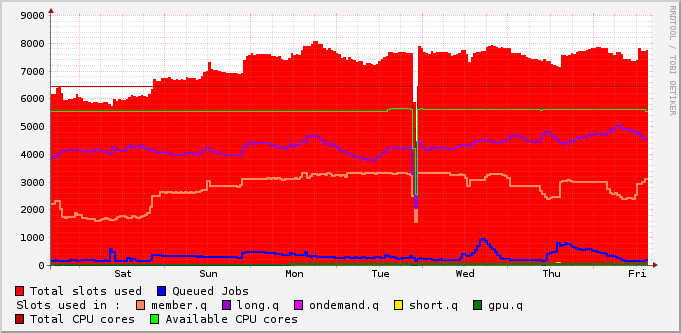 9000
8000
7000
6000
5000
4000
3000
2000
1000
0
Sat Sun Mon Tue Wed Thu Fri
RRDTOOL / TOBI OETIKER
Total slots used Queued Jobs
Slots used in : member.q long.q ondemand.q short.q gpu.q
Total CPU cores Available CPU cores